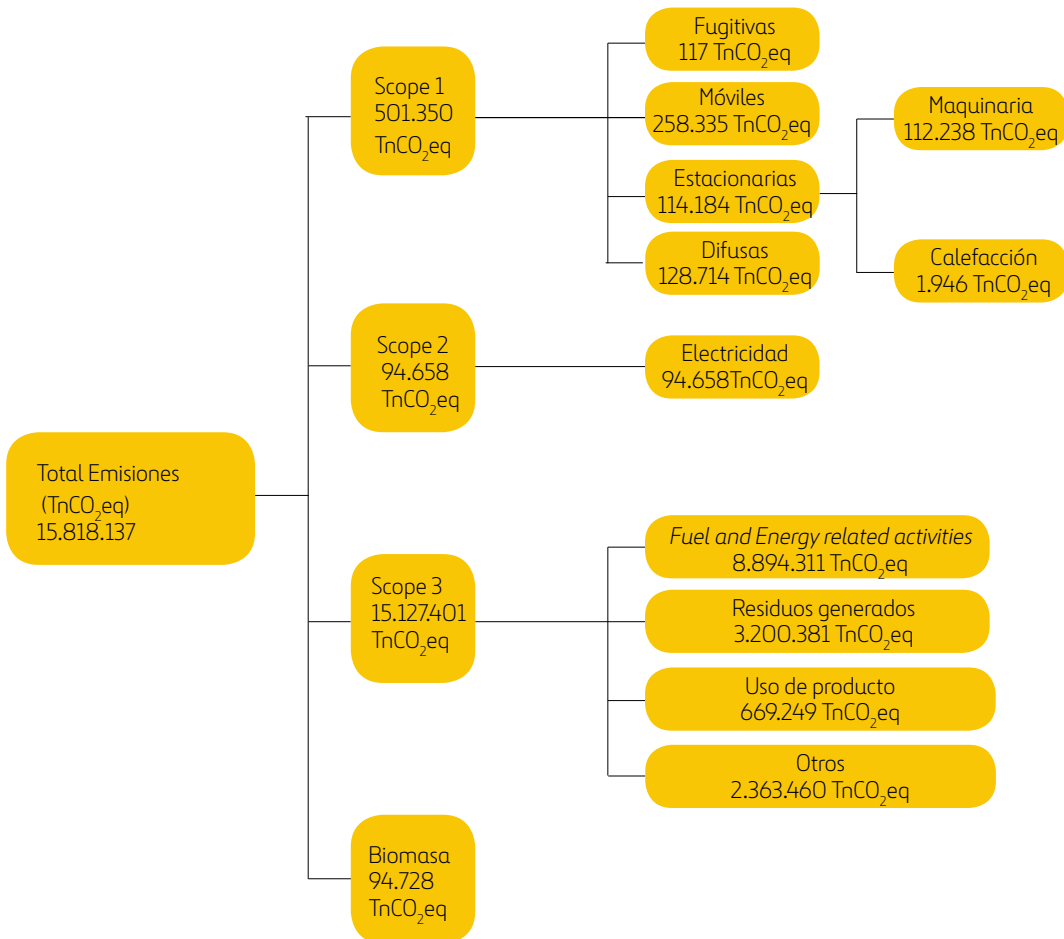 Total Emisiones
(TnCO₂eq)
15.818.137
Scope 1
501.350
TnCO₂eq
Fugitivas
117 TnCO₂eq
Móviles
258.335 TnCO₂eq
Estacionarias
114.184 TnCO₂eq
Maquinaria
112.238 TnCO₂eq
Calefacción
1.946 TnCO₂eq
Difusas
128.714 TnCO₂eq
Scope 2
94.658
TnCO₂eq
Electricidad
94.658TnCO₂eq
Scope 3
15.127.401
TnCO₂eq
Fuel and Energy related activities
8.894.311 TnCO₂eq
Residuos generados
3.200.381 TnCO₂eq
Uso de producto
669.249 TnCO₂eq
Otros
2.363.460 TnCO₂eq
Biomasa
94.728
TnCO₂eq